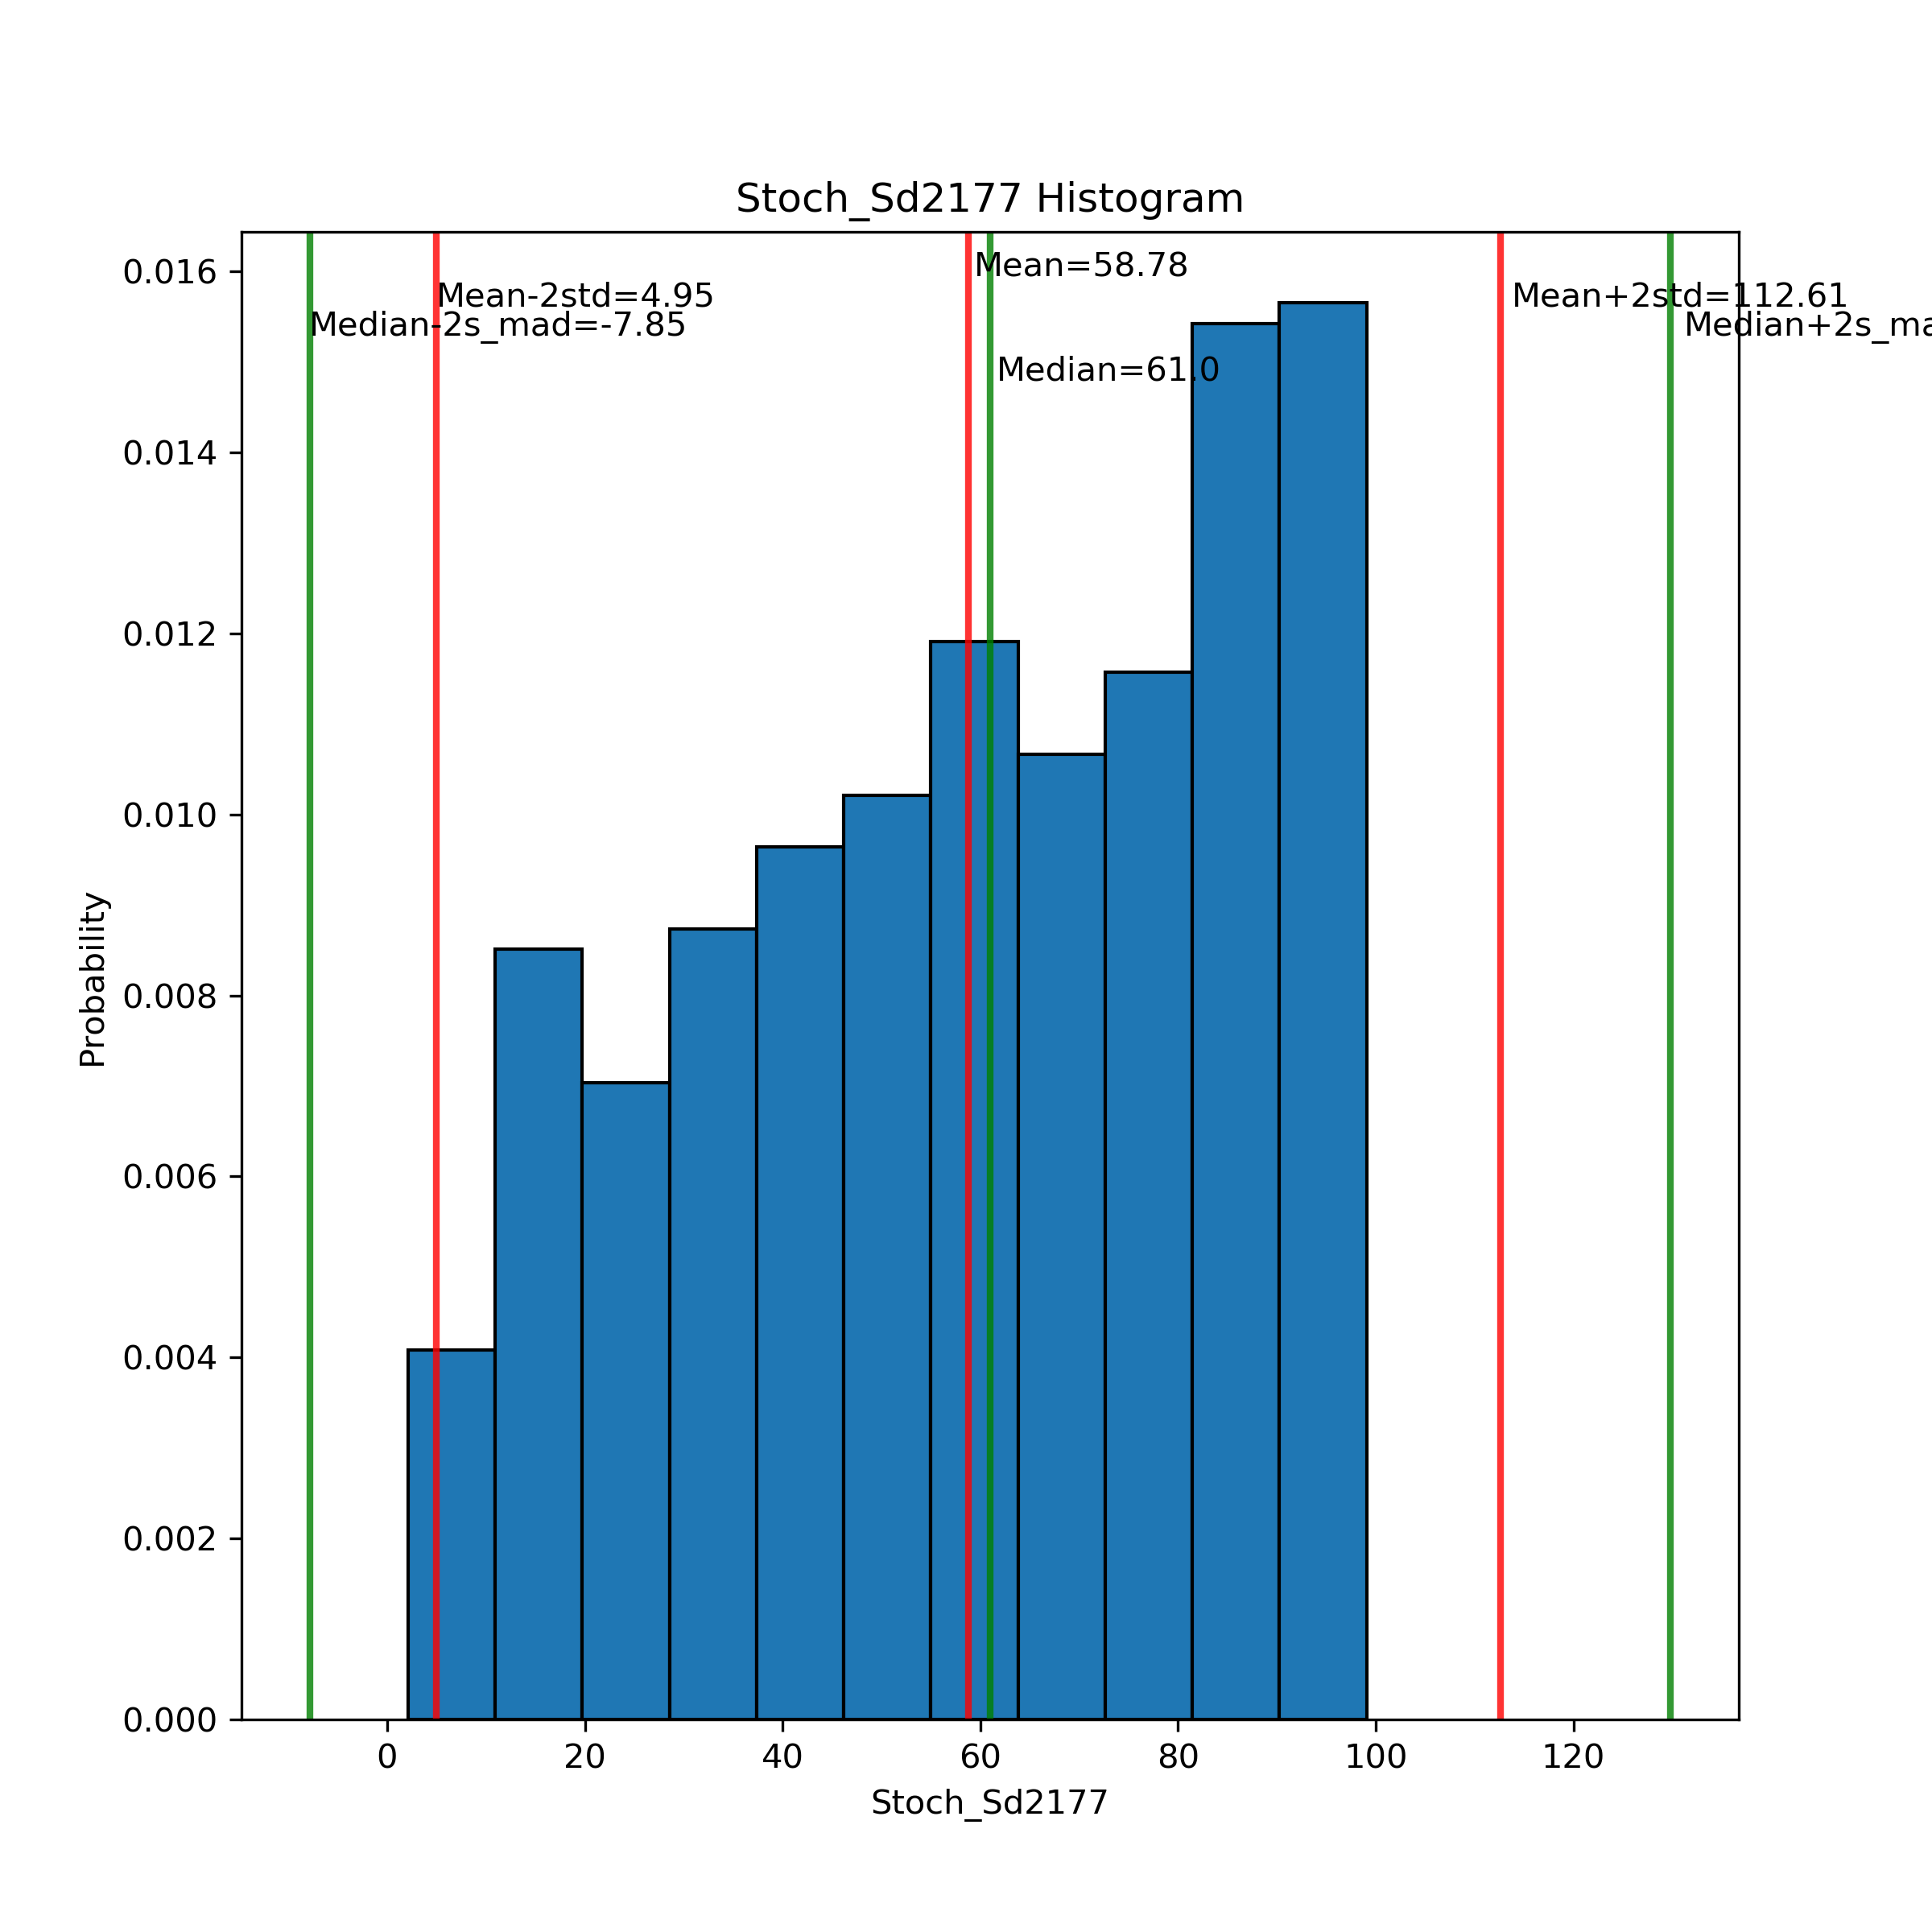 Stoch_Sd2177 Histogram
Mean=58.78
Mean-2std=4.95
Mean+2std=112.61
Median-2s_mad=-7.85
Median=61.0
0.016
0.014
0.012
0.010
0.008
0.006
0.004
0.002
0.000
Probability
0 20 40 60 80 100 120
Stoch_Sd2177